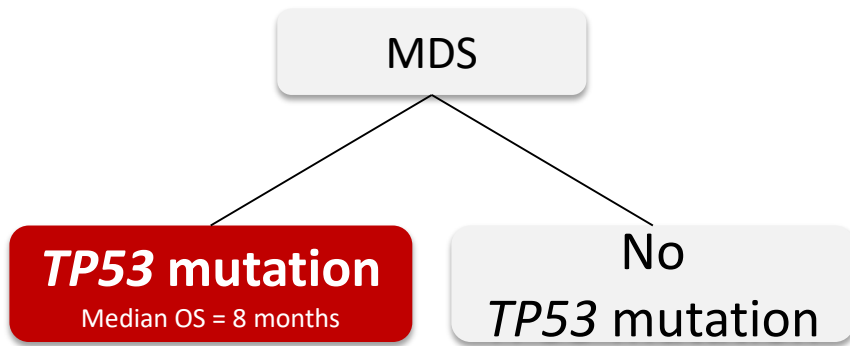 MDS
TP53 mutation
Median OS = 8 months
No
TP53 mutation